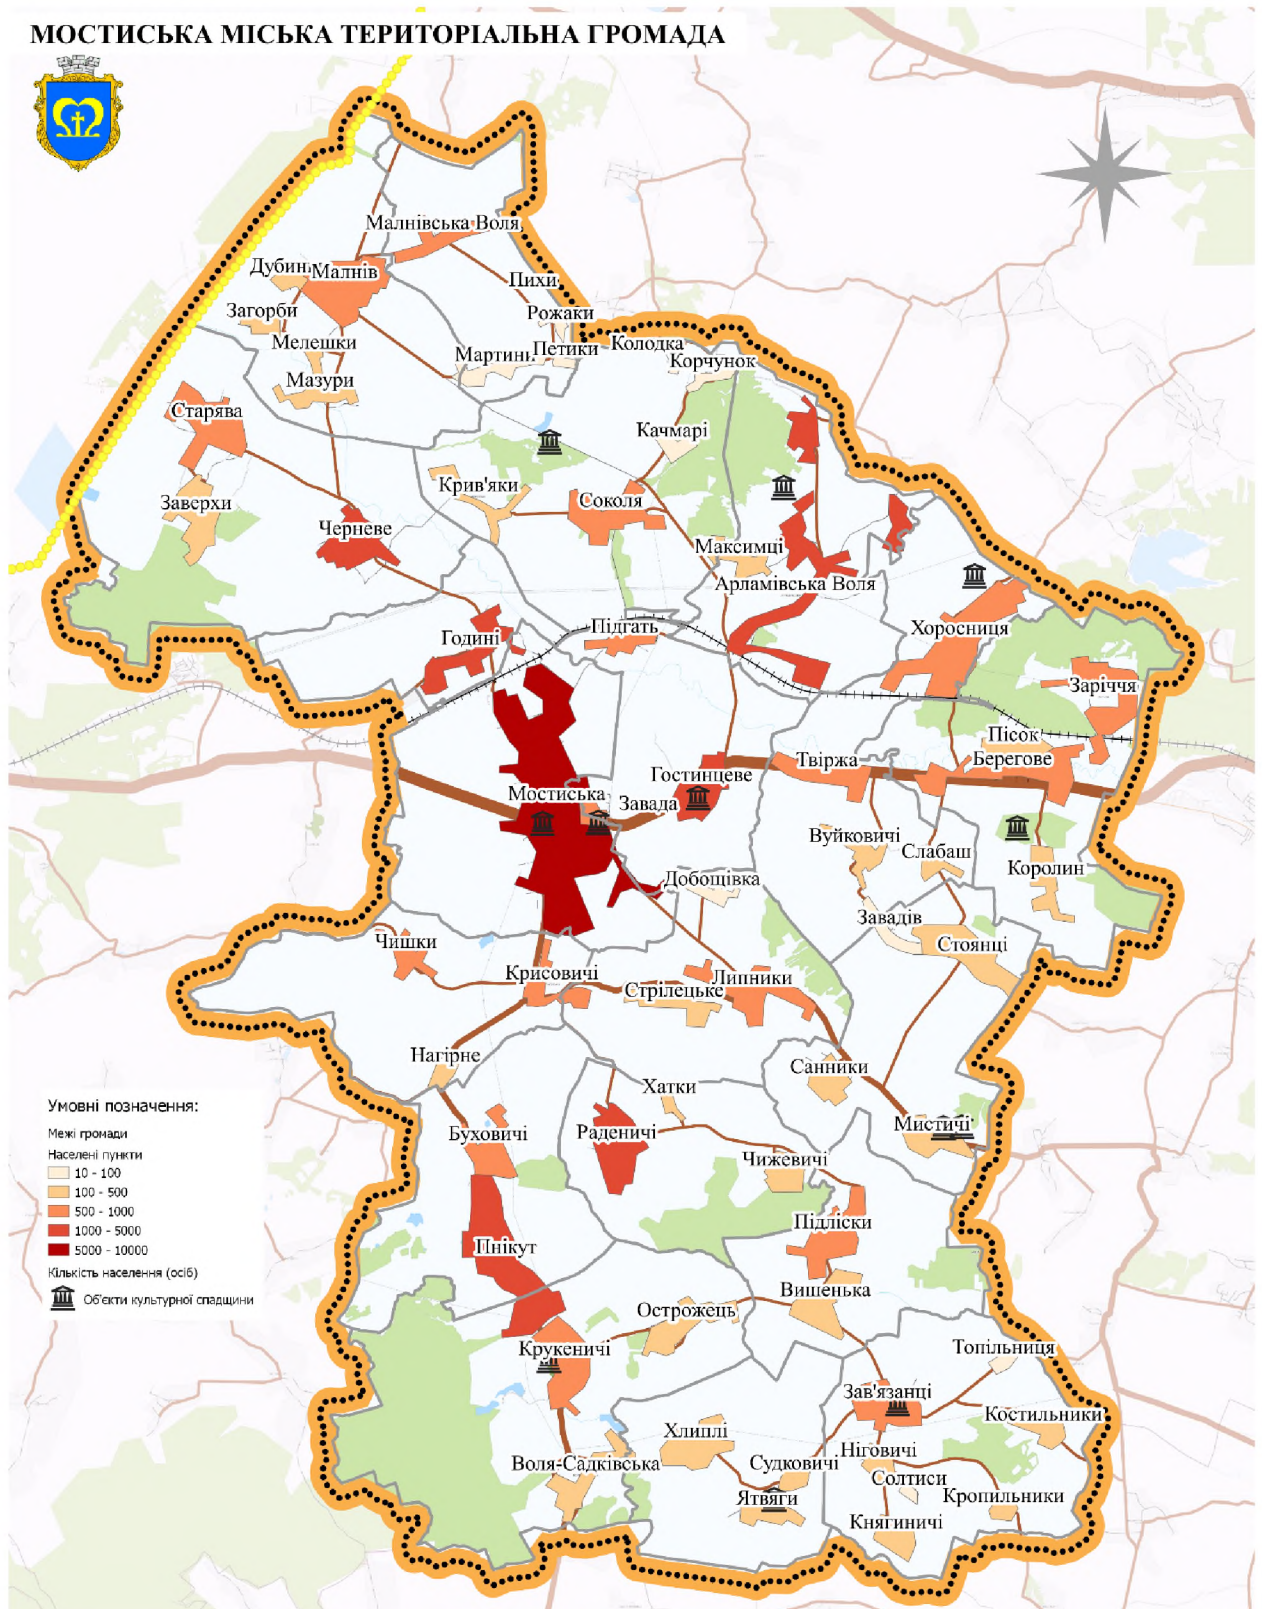 МОСТИСЬКА МІСЬКА ТЕРИТОРІАЛЬНА ГРОМАДА
Малнівська Воля
Дубин
Малнів
Пихи
Загорби
Рожаки
Мелешки
Мартини
Петики
Колодка
Корчунок
Мазури
Старява
Качмарі
Крив'яки
Соколя
Заверхи
Черневе
Максимці
Арламівська Воля
Годині
Підгать
Хоросниця
Заріччя
Пісок
Твіржа
Берегове
Гостинцеве
Мостиська
Завада
Вуйковичі
Слабаш
Королин
Добощівка
Завадів
Стоянці
Чишки
Крисовичі
Стрілецьке
Липники
Нагірне
Санники
Хатки
Мистичі
Буховичі
Раденичі
Чижевичі
Підліски
Пнікут
Вишенька
Острожець
Крукеничі
Топільниця
Зав'язанці
Костильники
Хлиплі
Ніговичі
Воля-Садківська
Судковичі
Солтиси
Ятвяги
Кропильники
Княгиничі
Умовні позначення:
Межі громади
Населені пункти
10 - 100
100 - 500
500 - 1000
1000 - 5000
5000 - 10000
Кількість населення (осіб)
Об'єкти культурної спадщини